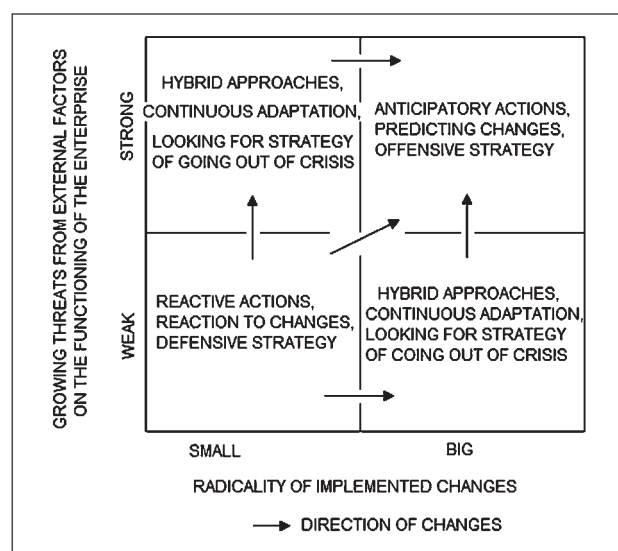 GROWING THREATS FROM EXTERNAL FACTORS
ON THE FUNCTIONING OF THE ENTERPRISE
STRONG
HYBRID APPROACHES,
CONTINUOUS ADAPTATION,
LOOKING FOR STRATEGY
OF GOING OUT OF CRISIS
ANTICIPATORY ACTIONS,
PREDICTING CHANGES,
OFFENSIVE STRATEGY
WEAK
REACTIVE ACTIONS,
REACTION TO CHANGES,
DEFENSIVE STRATEGY
HYBRID APPROACHES,
CONTINUOUS ADAPTATION,
LOOKING FOR STRATEGY
OF COING OUT OF CRISIS
SMALL
BIG
RADICALITY OF IMPLEMENTED CHANGES
DIRECTION OF CHANGES